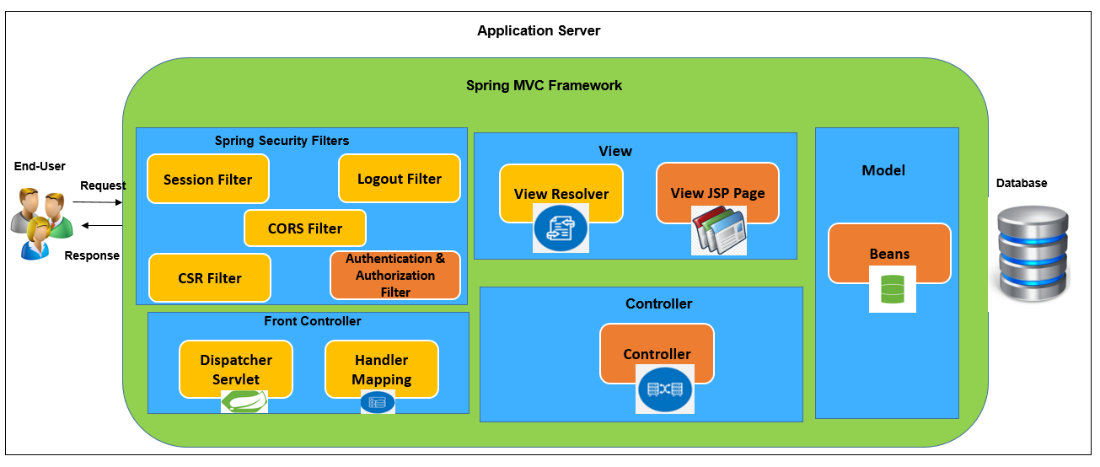 Application Server
Spring MVC Framework
End-User
Request
Response
Spring Security Filters
Session Filter
Logout Filter
CORS Filter
CSR Filter
Authentication &
Authorization
Filter
Front Controller
Dispatcher
Servlet
Handler
Mapping
View
View Resolver
View JSP Page
Controller
Controller
Model
Beans
Database